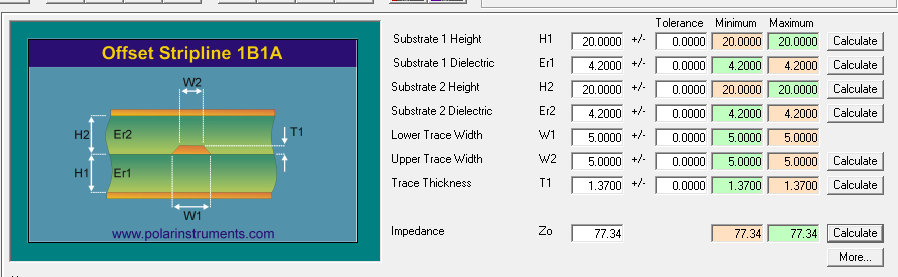 Offset Stripline 1B1A
W2
H2 Er2 T1
H1 Er1
W1
www.polarinstruments.com
Tolerance Minimum Maximum
Substrate 1 Height H1 20.0000 +/- 0.0000 20.0000 20.0000 Calculate
Substrate 1 Dielectric Er1 4.2000 +/- 0.0000 4.2000 4.2000 Calculate
Substrate 2 Height H2 20.0000 +/- 0.0000 20.0000 20.0000 Calculate
Substrate 2 Dielectric Er2 4.2000 +/- 0.0000 4.2000 4.2000 Calculate
Lower Trace Width W1 5.0000 +/- 0.0000 5.0000 5.0000
Upper Trace Width W2 5.0000 +/- 0.0000 5.0000 5.0000 Calculate
Trace Thickness T1 1.3700 +/- 0.0000 1.3700 1.3700 Calculate
Impedance Zo 77.34 77.34 77.34 Calculate
More...